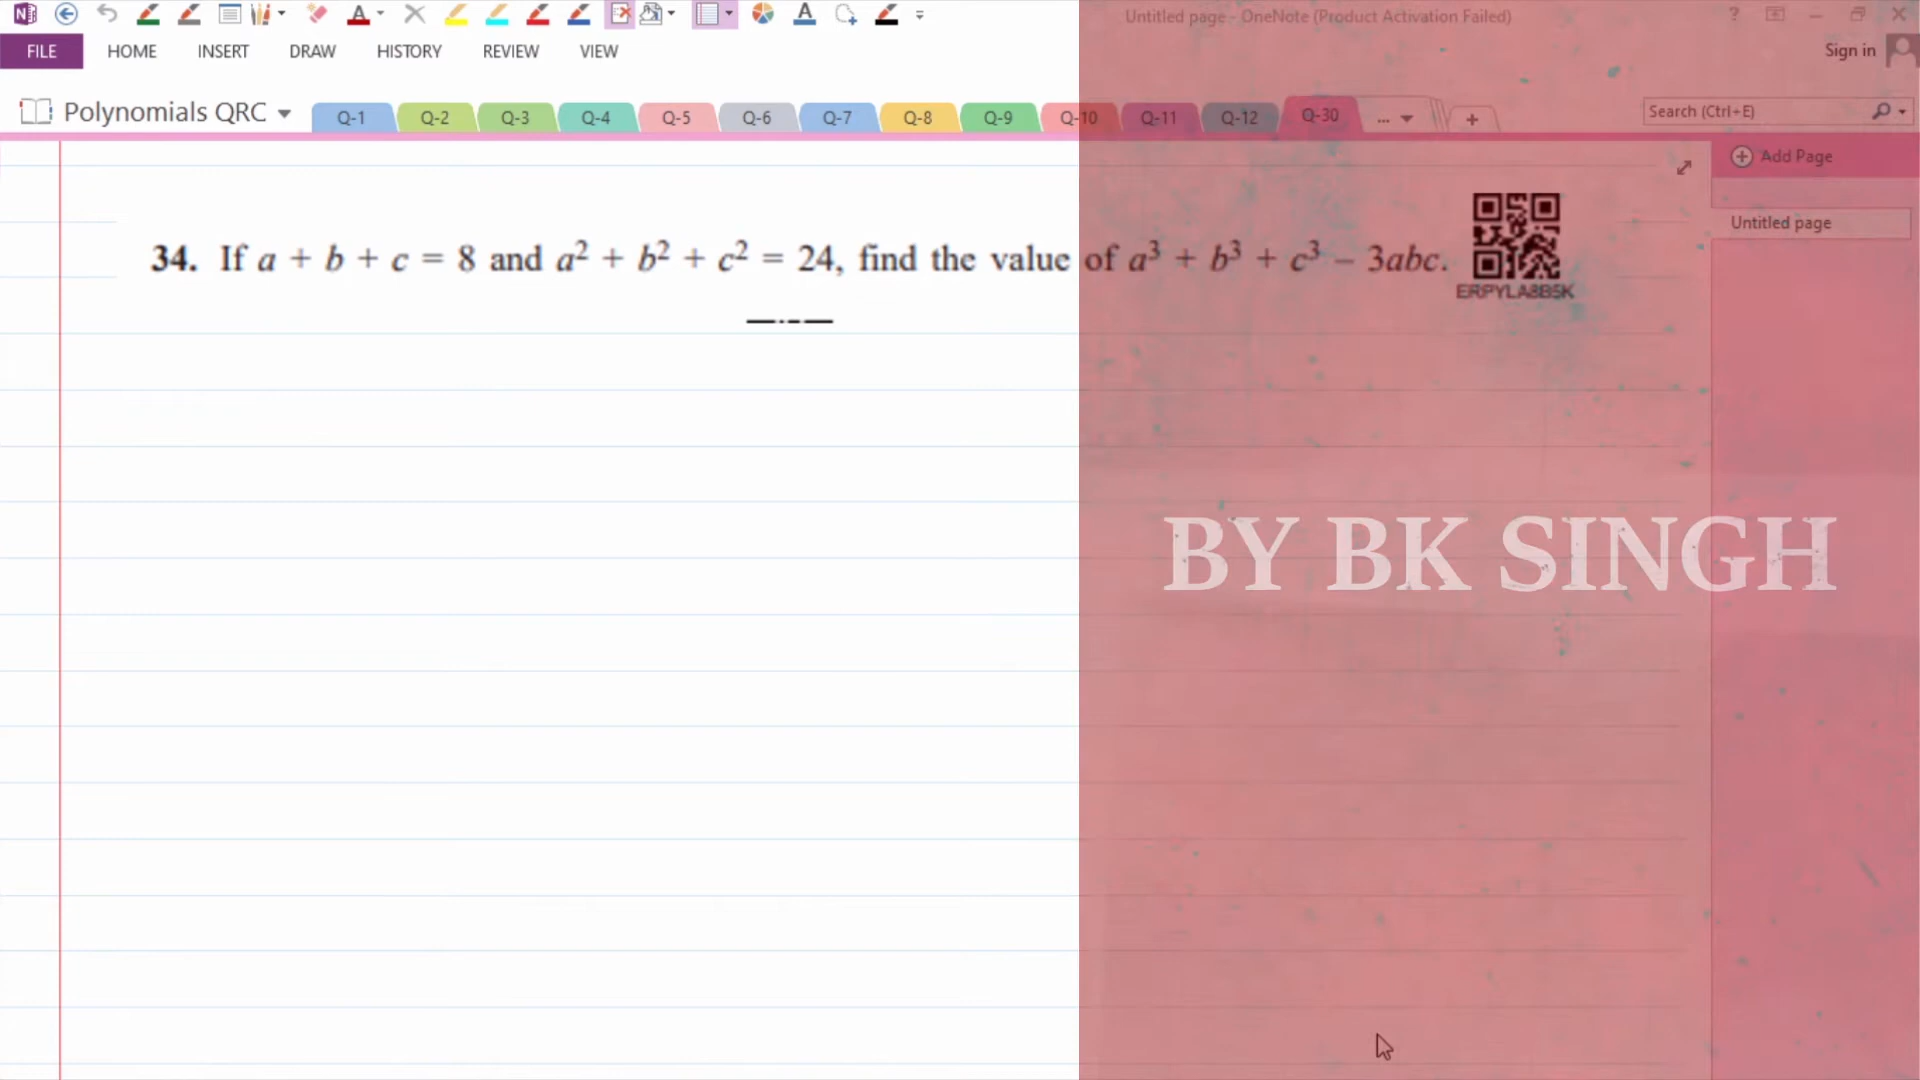 Untitled page - OneNote (Product Activation Failed)
FILE HOME INSERT DRAW HISTORY REVIEW VIEW
Sign in
Polynomials QRC Q-1 Q-2 Q-3 Q-4 Q-5 Q-6 Q-7 Q-8 Q-9 Q-10 Q-11 Q-12 Q-30 ... Search (Ctrl+E)
Add Page
Untitled page
34. If a + b + c = 8 and a² + b² + c² = 24, find the value of a³ + b³ + c³ – 3abc.
ERPYLA8B5K
BY BK SINGH